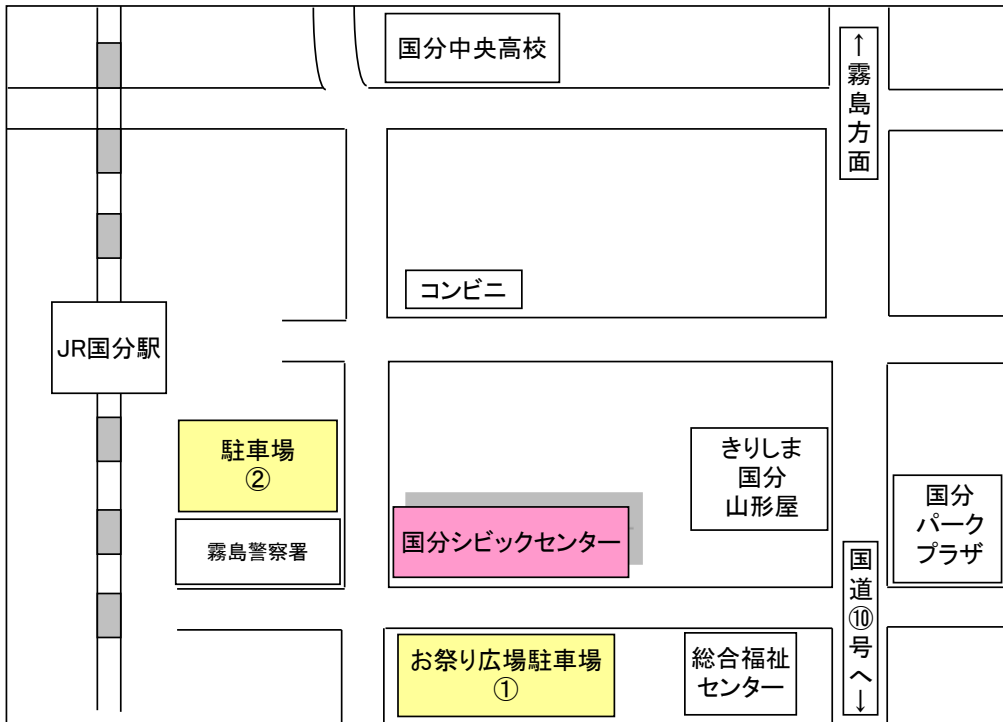 国分中央高校
↑霧島方面
コンビニ
JR国分駅
駐車場
②
きりしま
国分
山形屋
国分
パーク
プラザ
国分シビックセンター
霧島警察署
国道⑩号へ↓
お祭り広場駐車場
①
総合福祉
センター